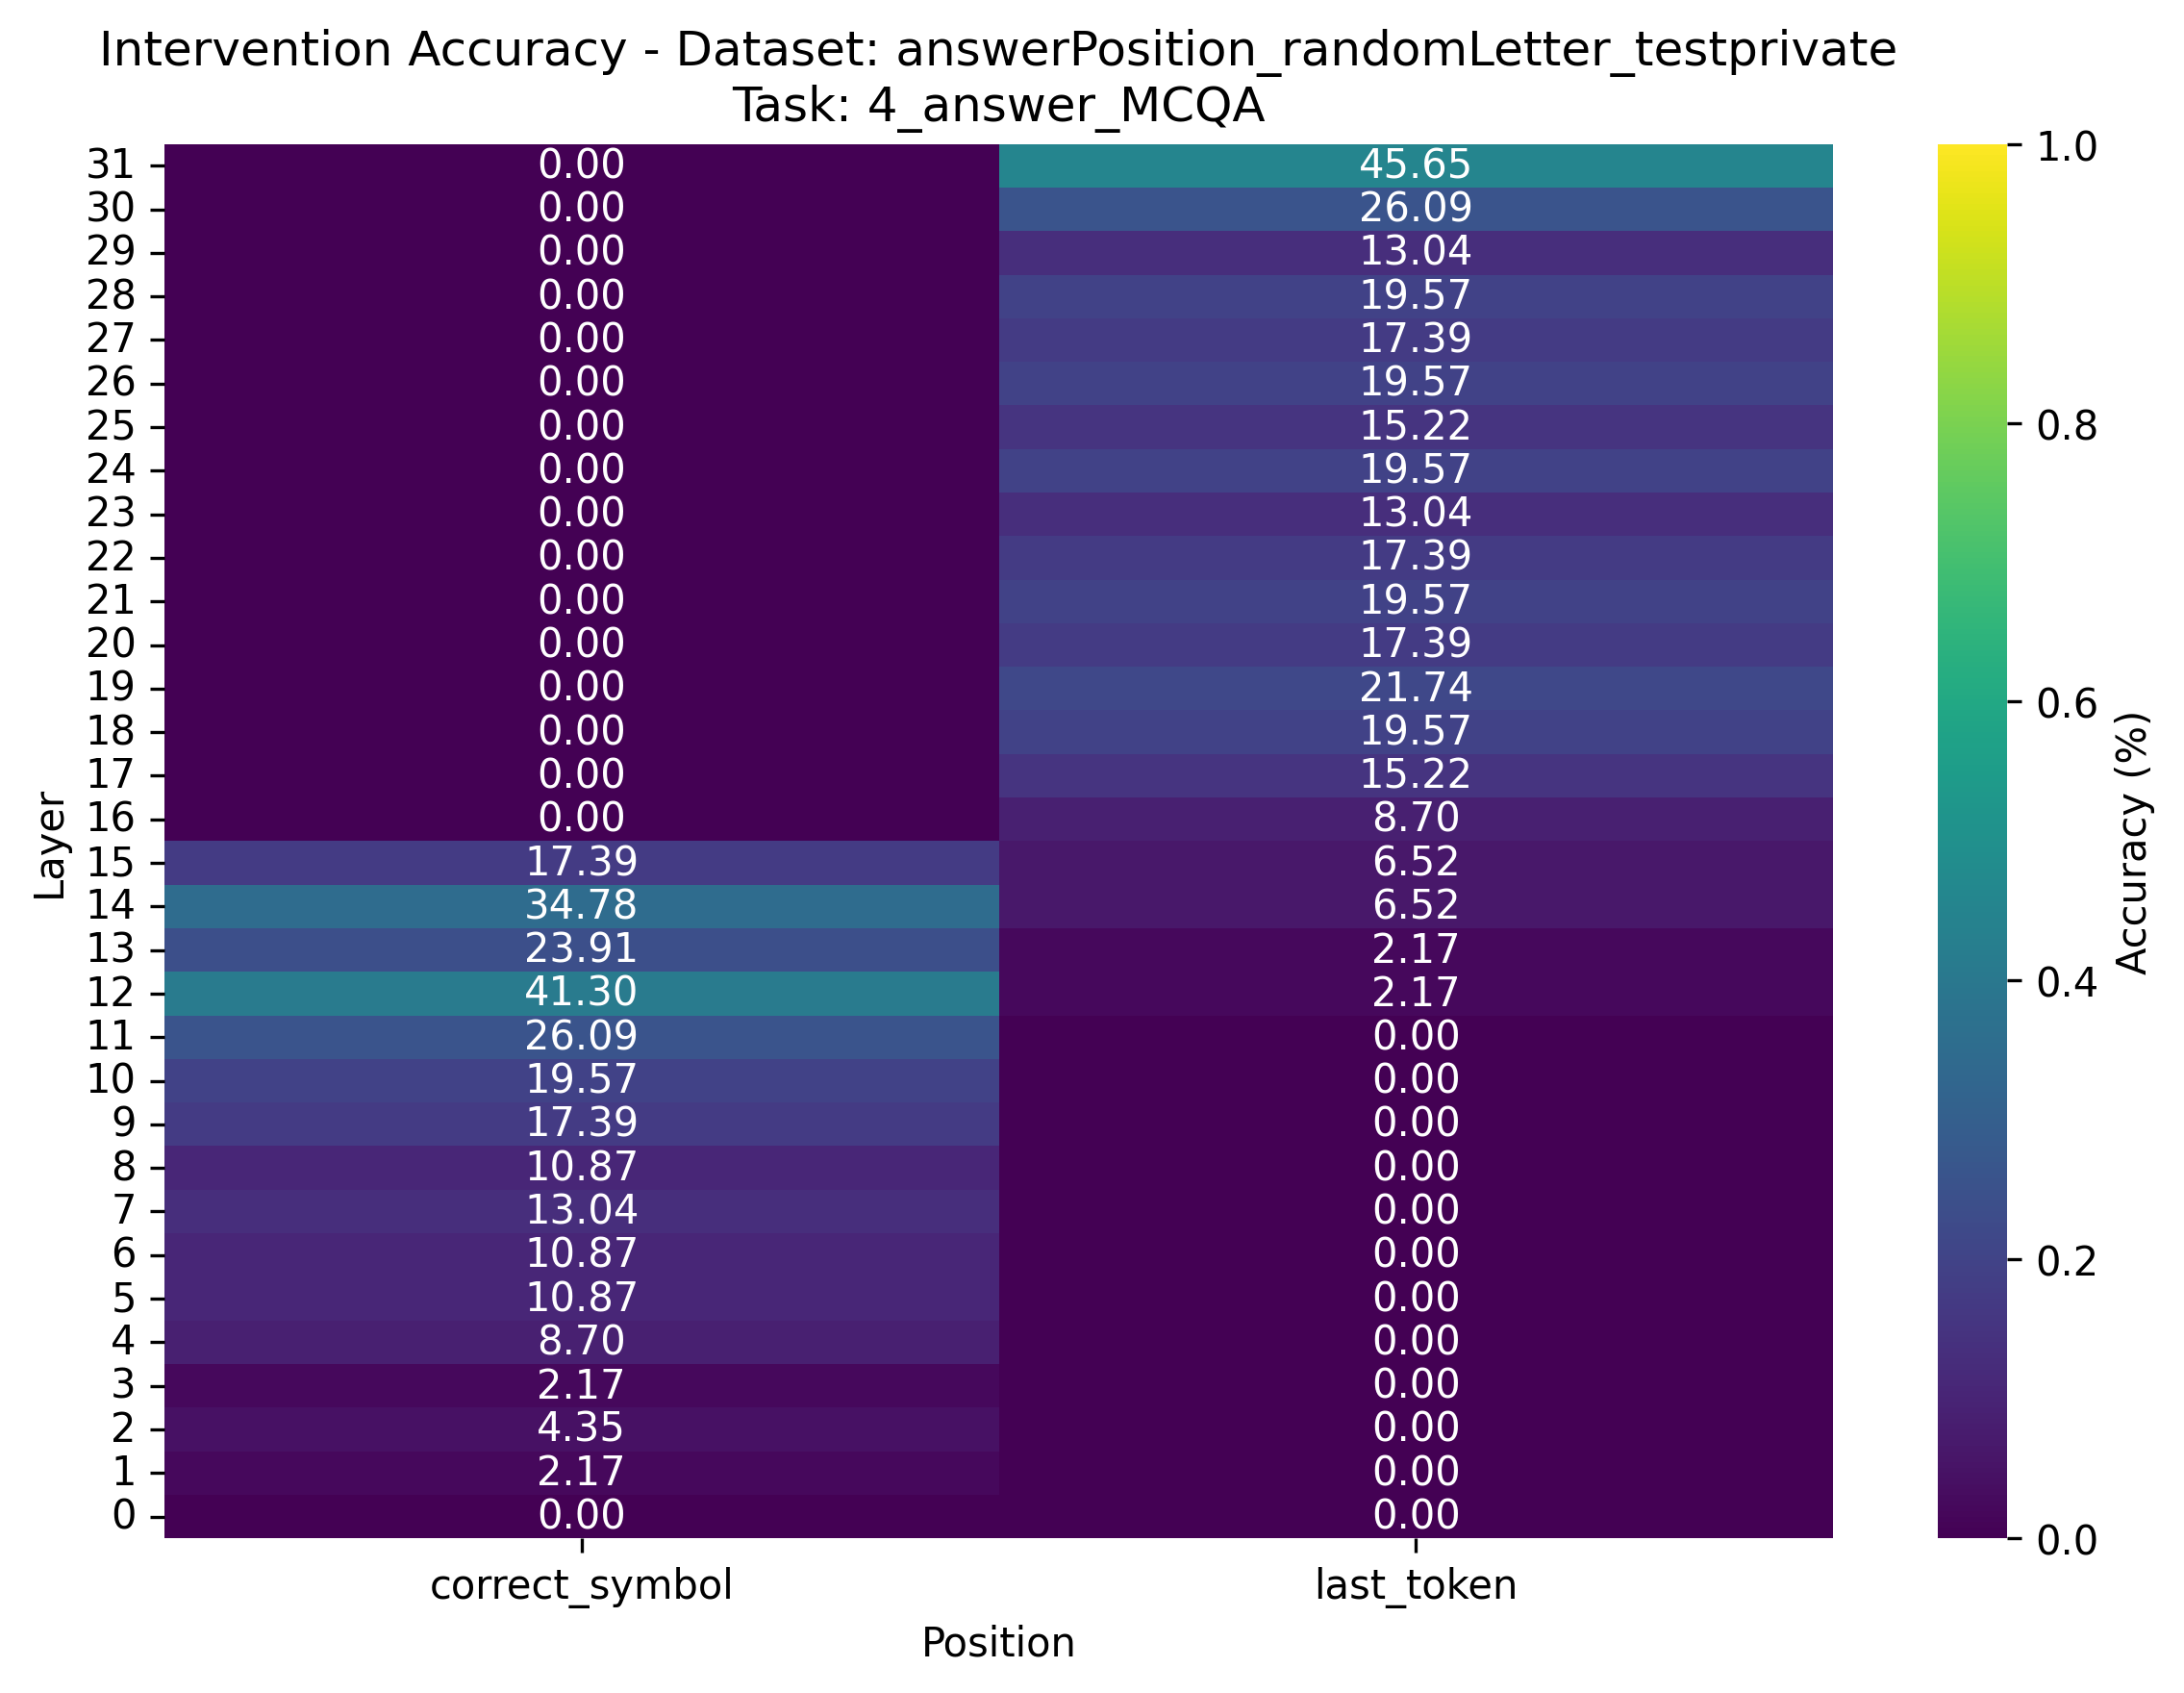 Intervention Accuracy - Dataset: answerPosition_randomLetter_testprivate
Task: 4_answer_MCQA
31 0.00 45.65
30 0.00 26.09
29 0.00 13.04
28 0.00 19.57
27 0.00 17.39
26 0.00 19.57
25 0.00 15.22
24 0.00 19.57
23 0.00 13.04
22 0.00 17.39
21 0.00 19.57
20 0.00 17.39
19 0.00 21.74
18 0.00 19.57
17 0.00 15.22
16 0.00 8.70
15 17.39 6.52
14 34.78 6.52
13 23.91 2.17
12 41.30 2.17
11 26.09 0.00
10 19.57 0.00
9 17.39 0.00
8 10.87 0.00
7 13.04 0.00
6 10.87 0.00
5 10.87 0.00
4 8.70 0.00
3 2.17 0.00
2 4.35 0.00
1 2.17 0.00
0 0.00 0.00
Layer
correct_symbol last_token
Position
1.0
0.8
0.6
0.4
0.2
0.0
Accuracy (%)